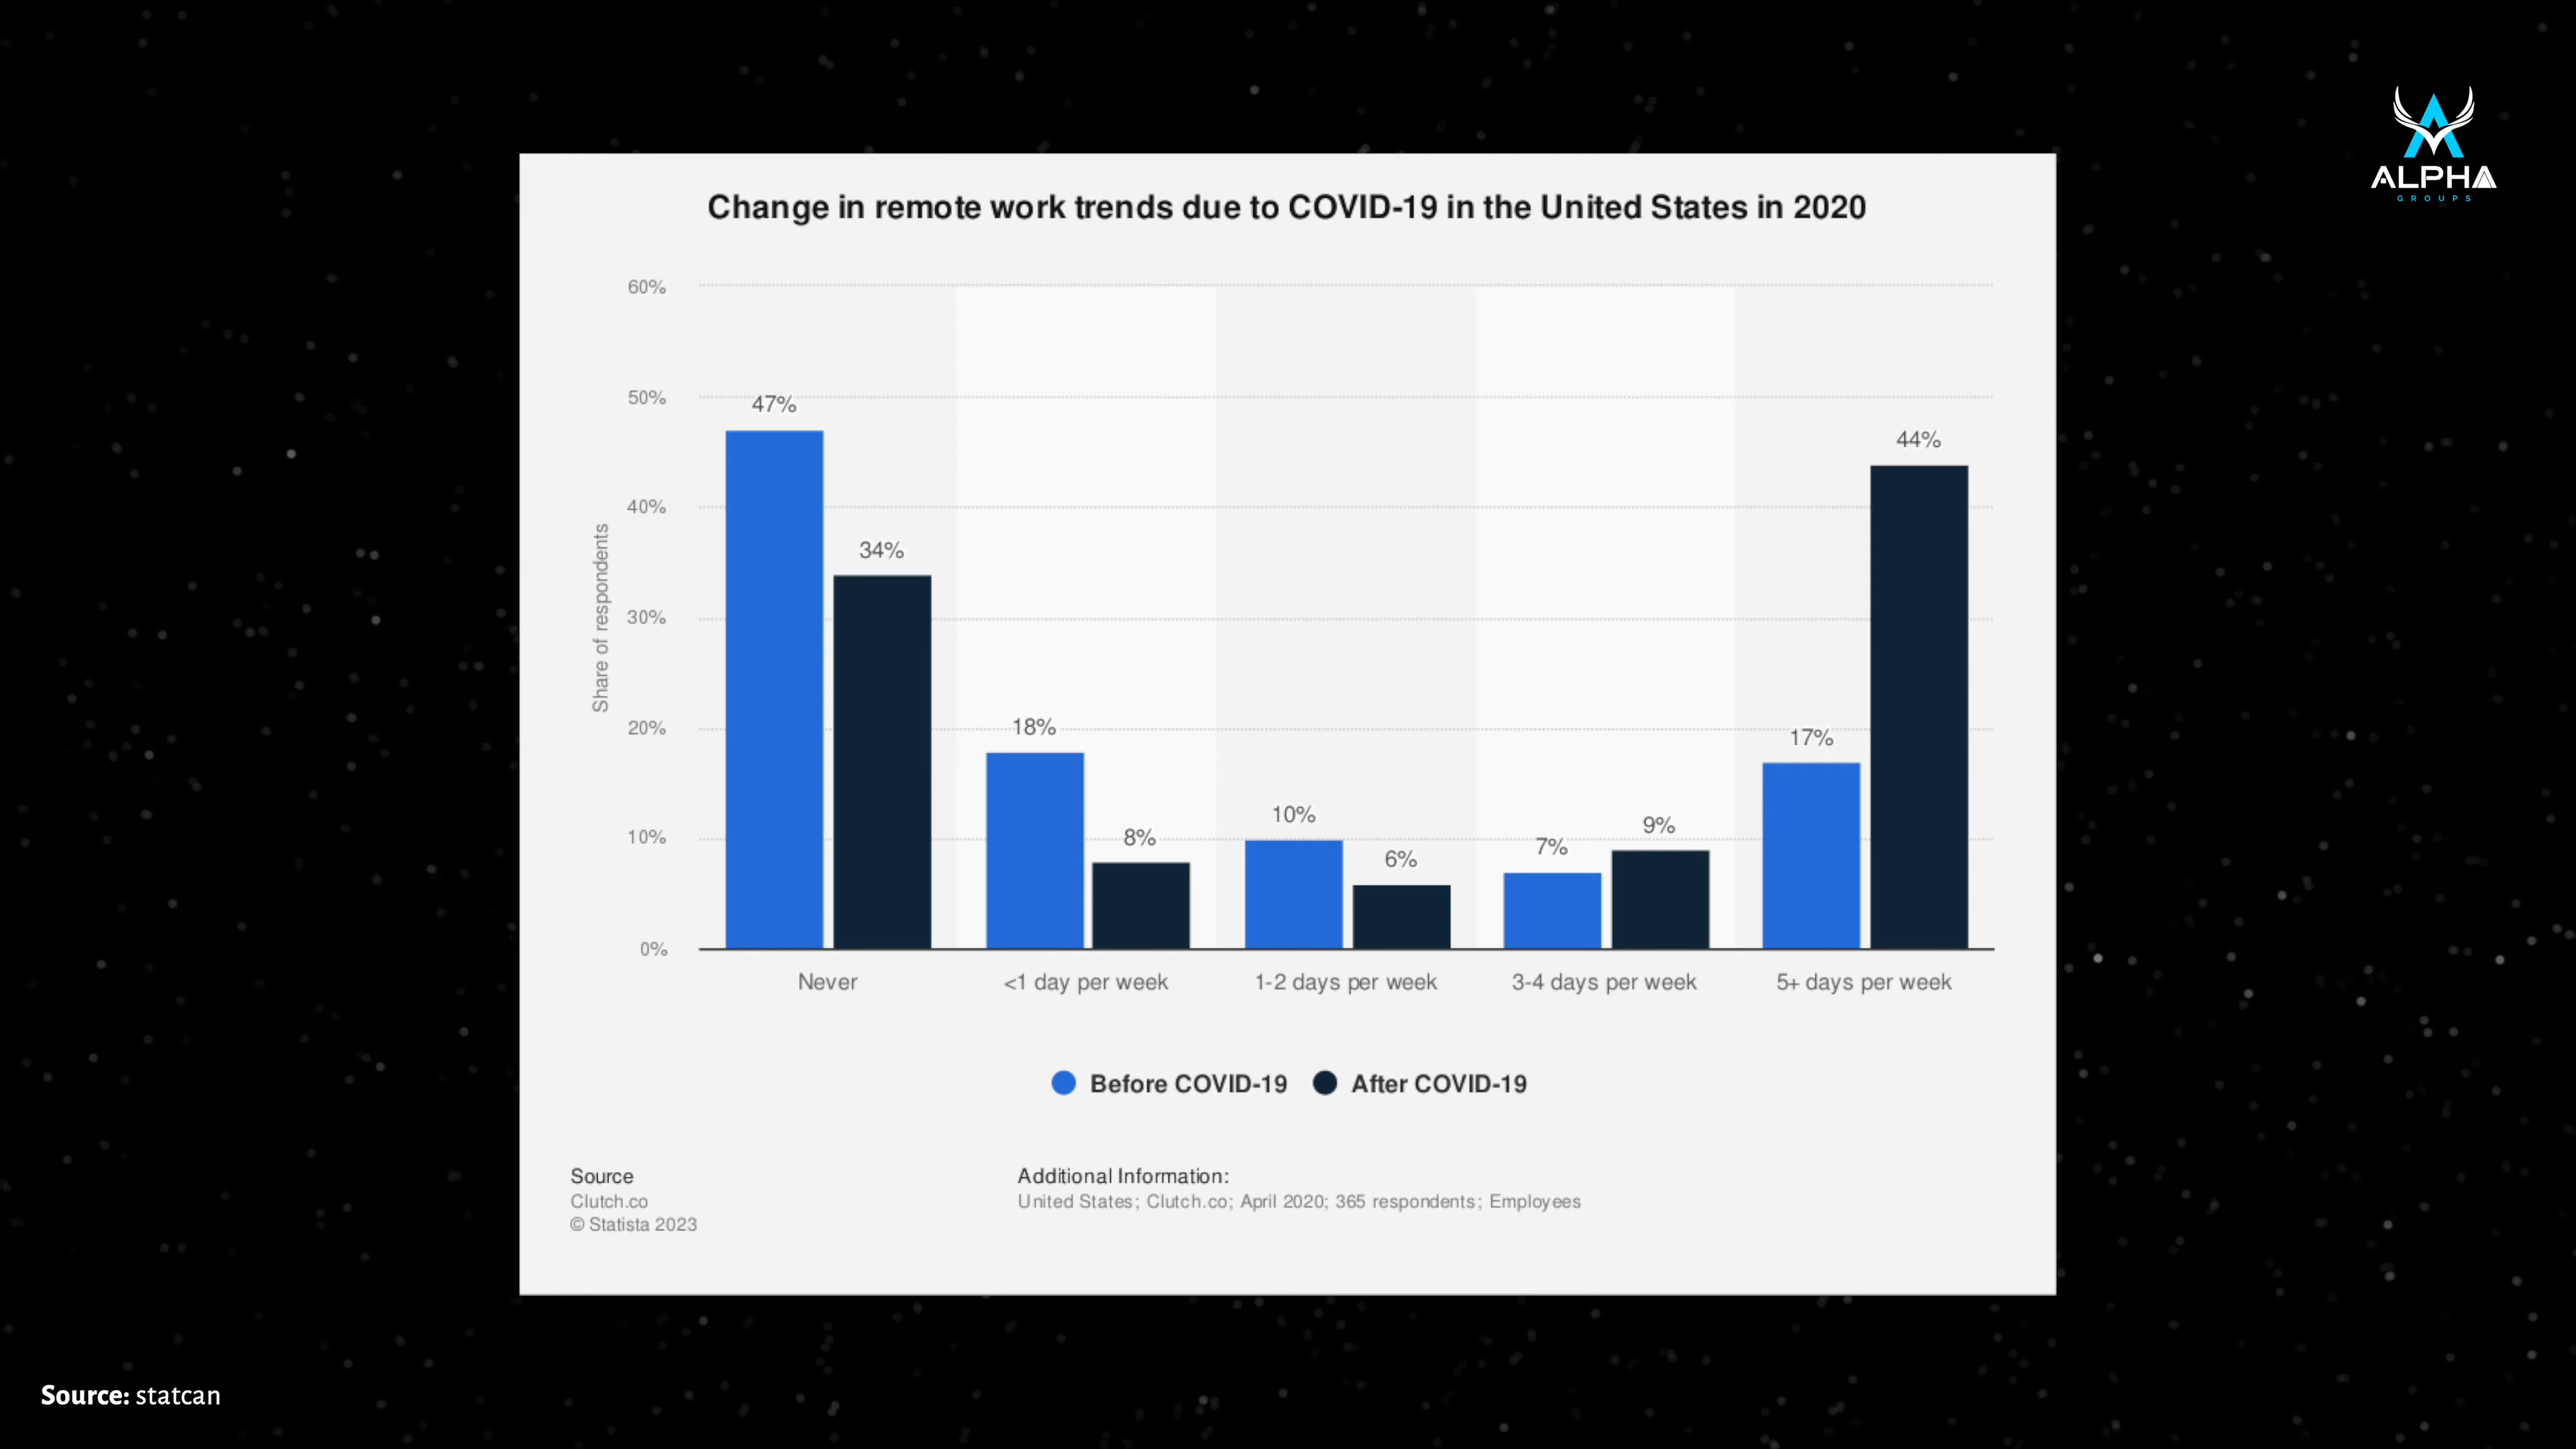 ALPHA
GROUPS
Change in remote work trends due to COVID-19 in the United States in 2020
Share of respondents
60%
50%
40%
30%
20%
10%
0%
47%
34%
18%
8%
10%
6%
7%
9%
17%
44%
Never
<1 day per week
1-2 days per week
3-4 days per week
5+ days per week
Before COVID-19
After COVID-19
Source
Clutch.co
© Statista 2023
Additional Information:
United States; Clutch.co; April 2020; 365 respondents; Employees
Source: statcan